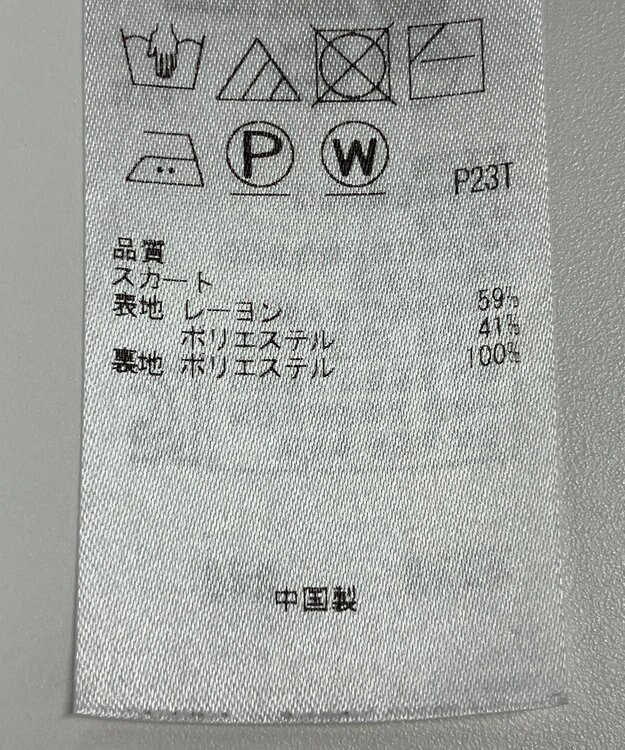 P W
P23T
品質
スカート
表地 レーヨン 59%
ポリエステル 41%
裏地 ポリエステル 100%
中国製